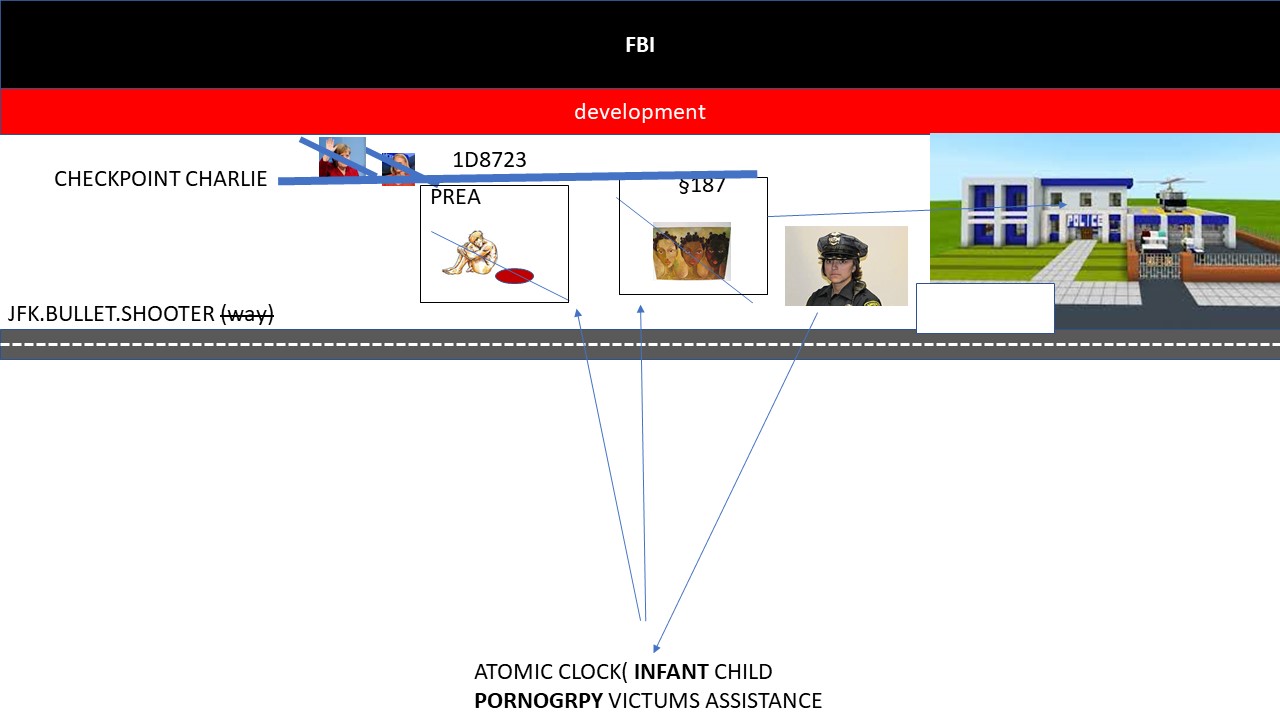 FBI
development
1D8723
CHECKPOINT CHARLIE
PREA
§187
POLICE
JFK.BULLET.SHOOTER (way)
ATOMIC CLOCK( INFANT CHILD
PORNOGRPY VICTUMS ASSISTANCE